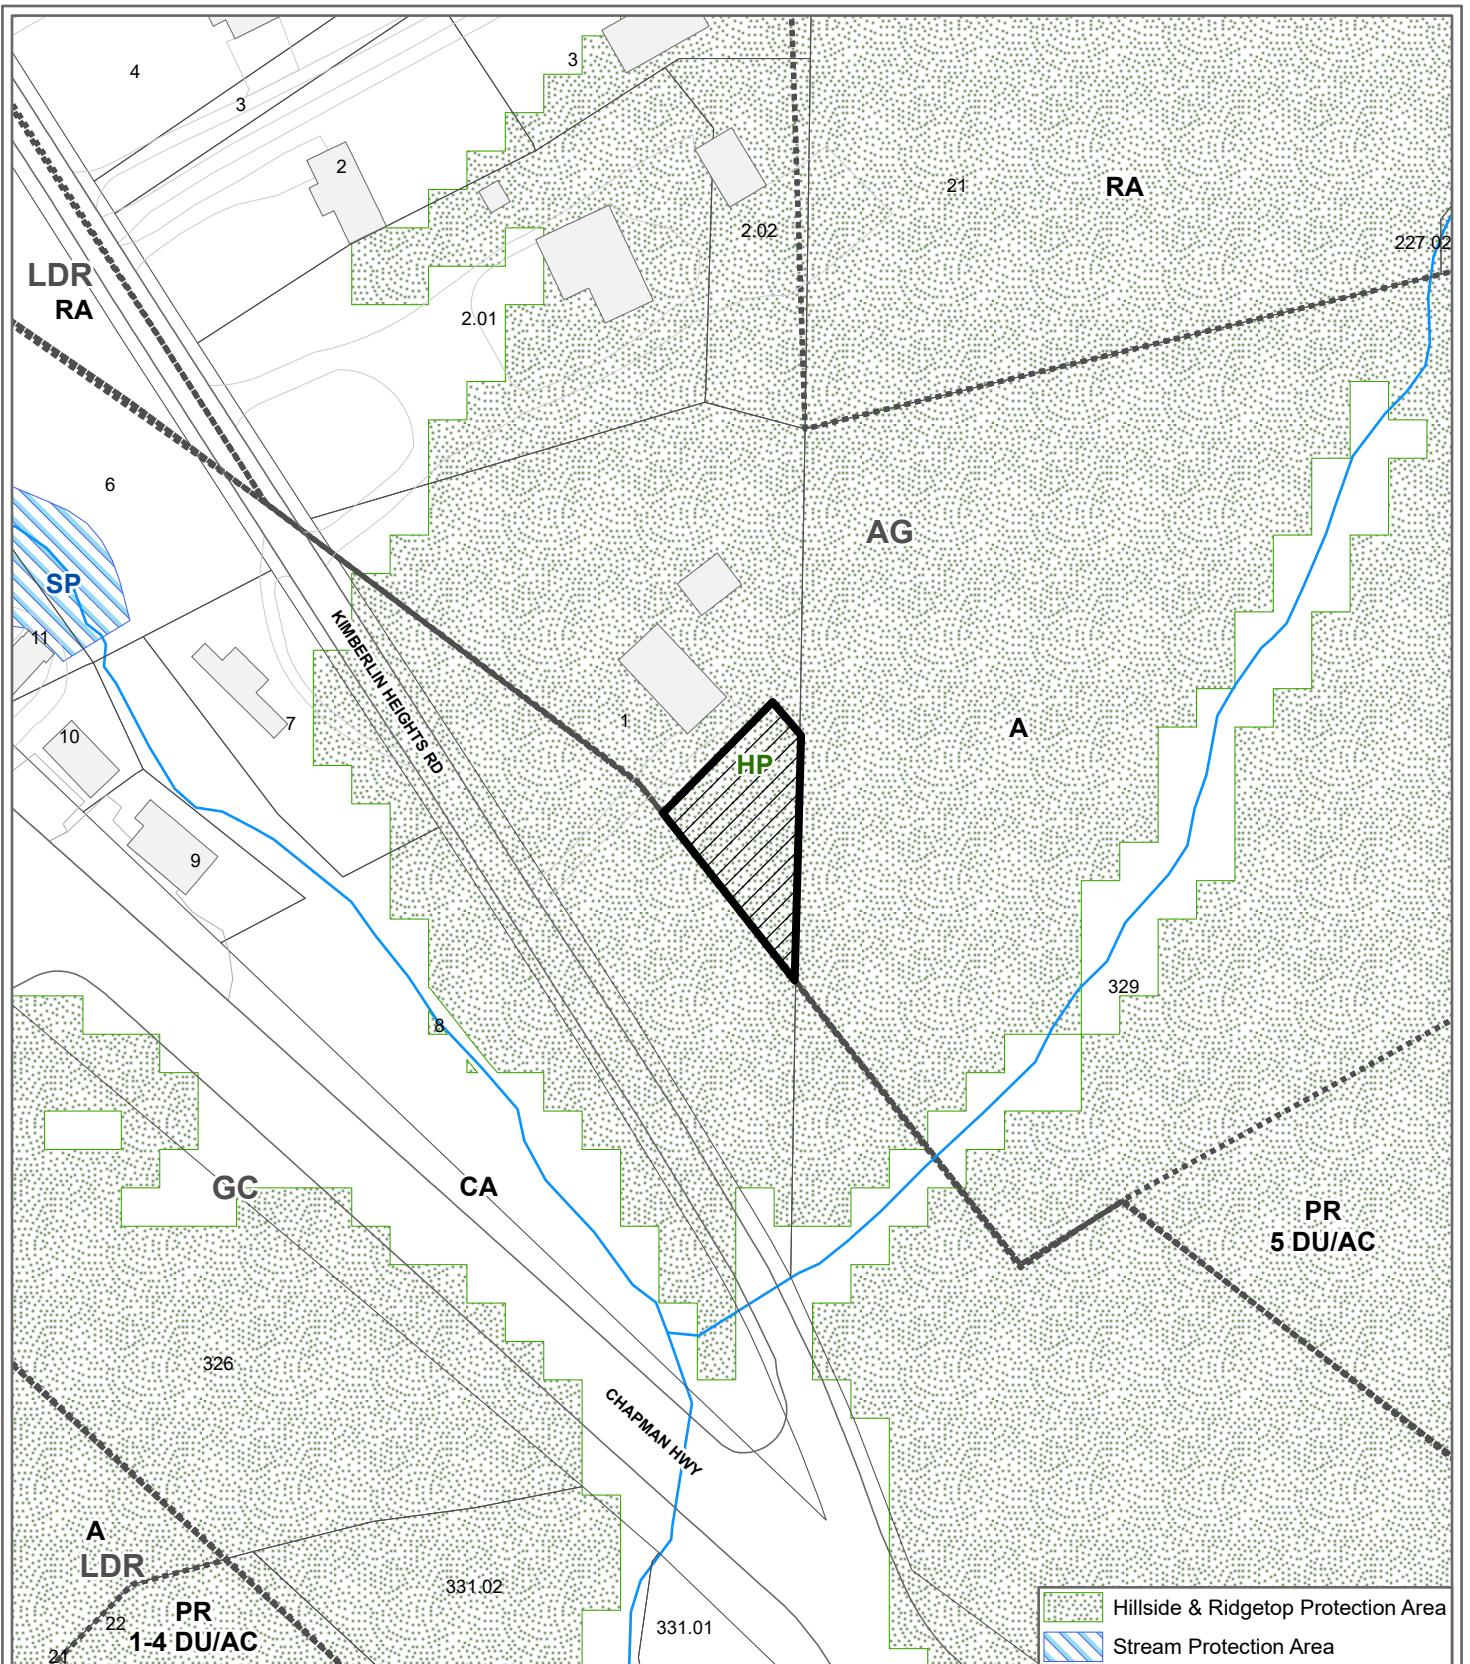 4
3
3
2
21
RA
2.02
227.02
LDR
RA
2.01
6
AG
SP
11
KIMBERLIN HEIGHTS RD
7
1
A
10
HP
9
329
8
GC
CA
PR
5 DU/AC
326
CHAPMAN HWY
A
LDR
331.02
22
PR
1-4 DU/AC
21
331.01
Hillside & Ridgetop Protection Area
Stream Protection Area